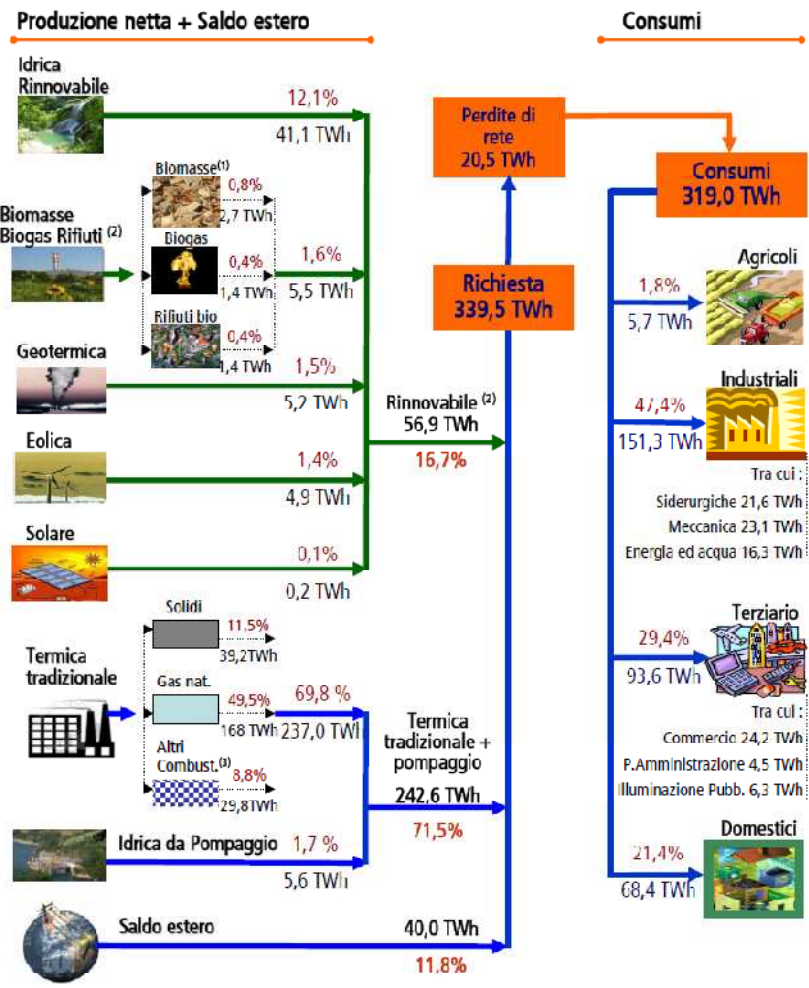 Produzione netta + Saldo estero
Idrica
Rinnovabile
12,1%
41,1 TWh
Biomasse
Biogas Rifiuti (2)
Biomasse(1)
0,8%
2,7 TWh
Biogas
0,4%
1,4 TWh
Rifiuti bio
0,4%
1,4 TWh
1,6%
5,5 TWh
Geotermica
1,5%
5,2 TWh
Eolica
1,4%
4,9 TWh
Solare
0,1%
0,2 TWh
Rinnovabile (2)
56,9 TWh
16,7%
Termica
tradizionale
Solidi
11,5%
39,2TWh
Gas nat.
49,5%
168 TWh
Altri
Combust.(3)
8,8%
29,8TWh
69,8 %
237,0 TWh
Idrica da Pompaggio
1,7 %
5,6 TWh
Termica
tradizionale +
pompaggio
242,6 TWh
71,5%
Saldo estero
40,0 TWh
11,8%
Perdite di
rete
20,5 TWh
Richiesta
339,5 TWh
Consumi
Consumi
319,0 TWh
Agricoli
1,8%
5,7 TWh
Industriali
47,4%
151,3 TWh
Tra cui :
Siderurgiche 21,6 TWh
Meccanica 23,1 TWh
Energia ed acqua 16,3 TWh
Terziario
29,4%
93,6 TWh
Tra cui :
Commercio 24,2 TWh
P.Amministrazione 4,5 TWh
Illuminazione Pubb. 6,3 TWh
Domestici
21,4%
68,4 TWh